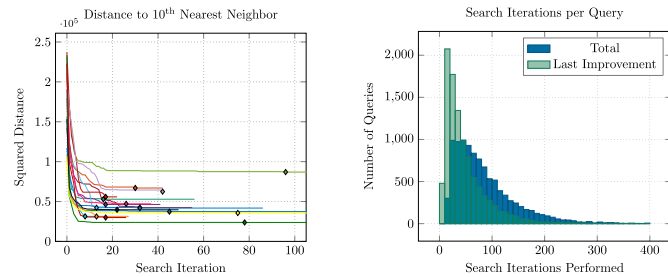 Distance to 10th Nearest Neighbor
·10⁵
2.5
2
1.5
1
0.5
0
0
20
40
60
80
100
Squared Distance
Search Iteration
Search Iterations per Query
Total
Last Improvement
2,000
1,500
1,000
500
0
0
100
200
300
400
Number of Queries
Search Iterations Performed